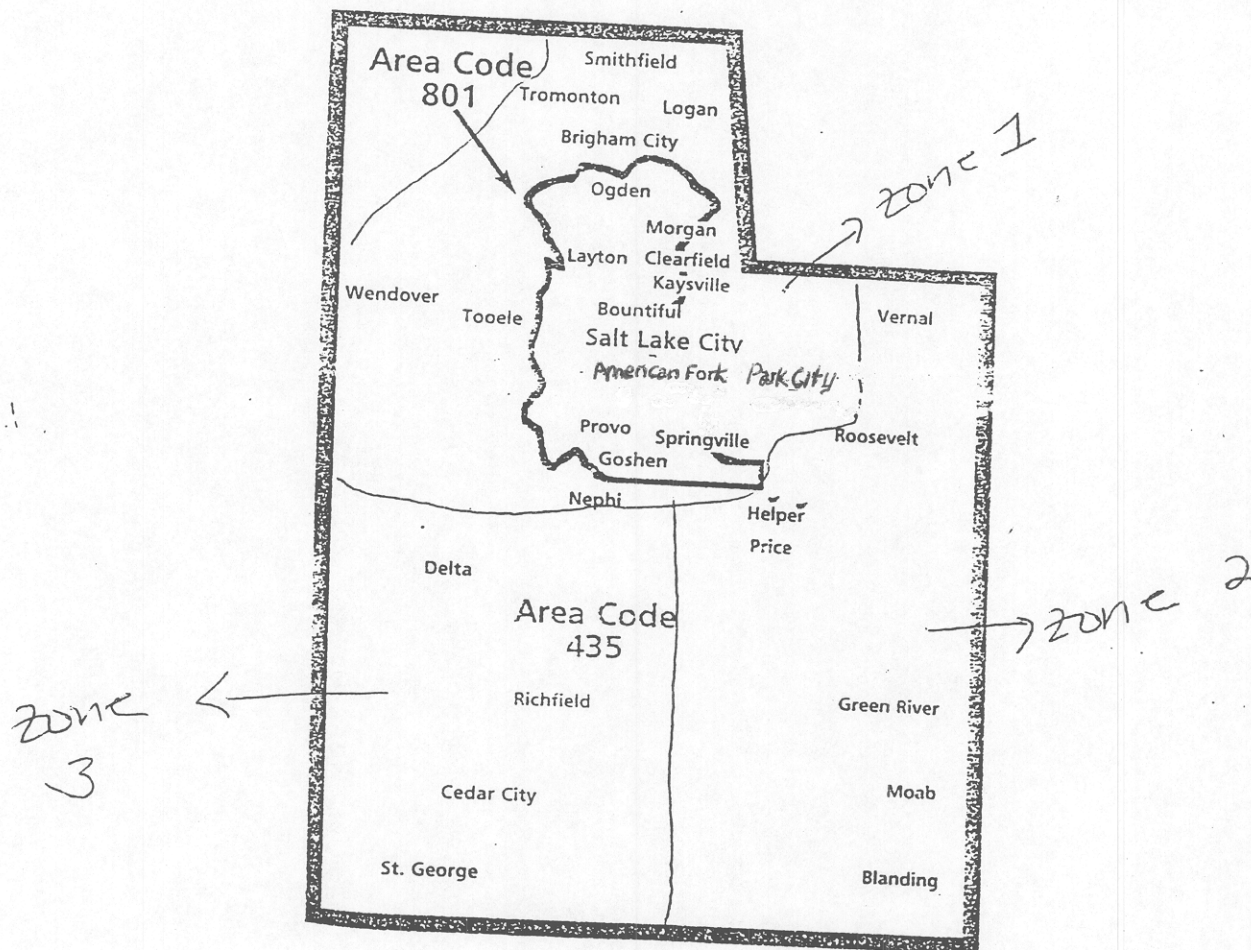 Area Code
801
Smithfield
Tromonton
Logan
Brigham City
zone 1
Ogden
Morgan
Layton
Clearfield
Kaysville
Wendover
Tooele
Bountiful
Vernal
Salt Lake City
American Fork
Park City
Provo
Springville
Roosevelt
Goshen
Nephi
Helper
Price
Delta
Area Code
435
zone 2
zone
3
Richfield
Green River
Cedar City
Moab
St. George
Blanding